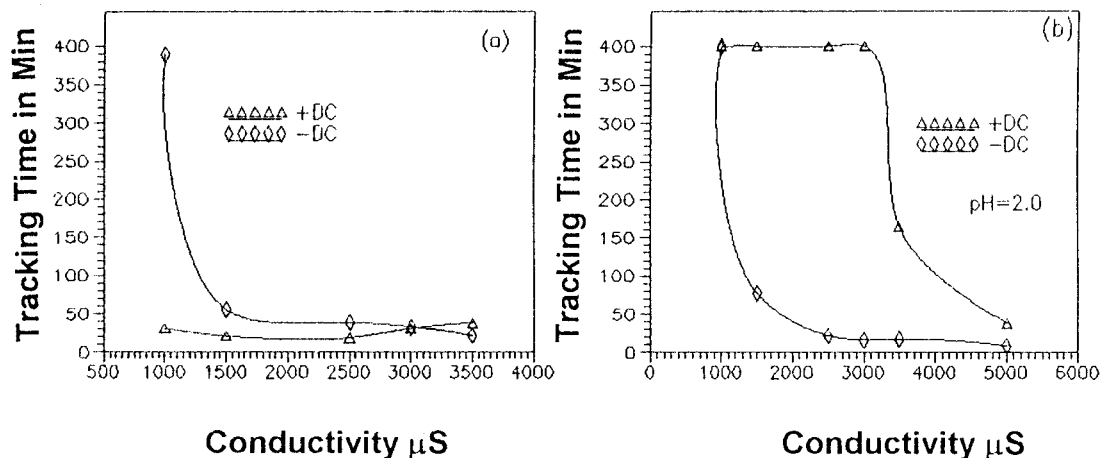 Tracking Time in Min
400
350
300
250
200
150
100
50
0
500 1000 1500 2000 2500 3000 3500 4000
(a)
+DC
-DC
Conductivity μS
Tracking Time in Min
400
350
300
250
200
150
100
50
0
0 1000 2000 3000 4000 5000 6000
(b)
+DC
-DC
pH=2.0
Conductivity μS